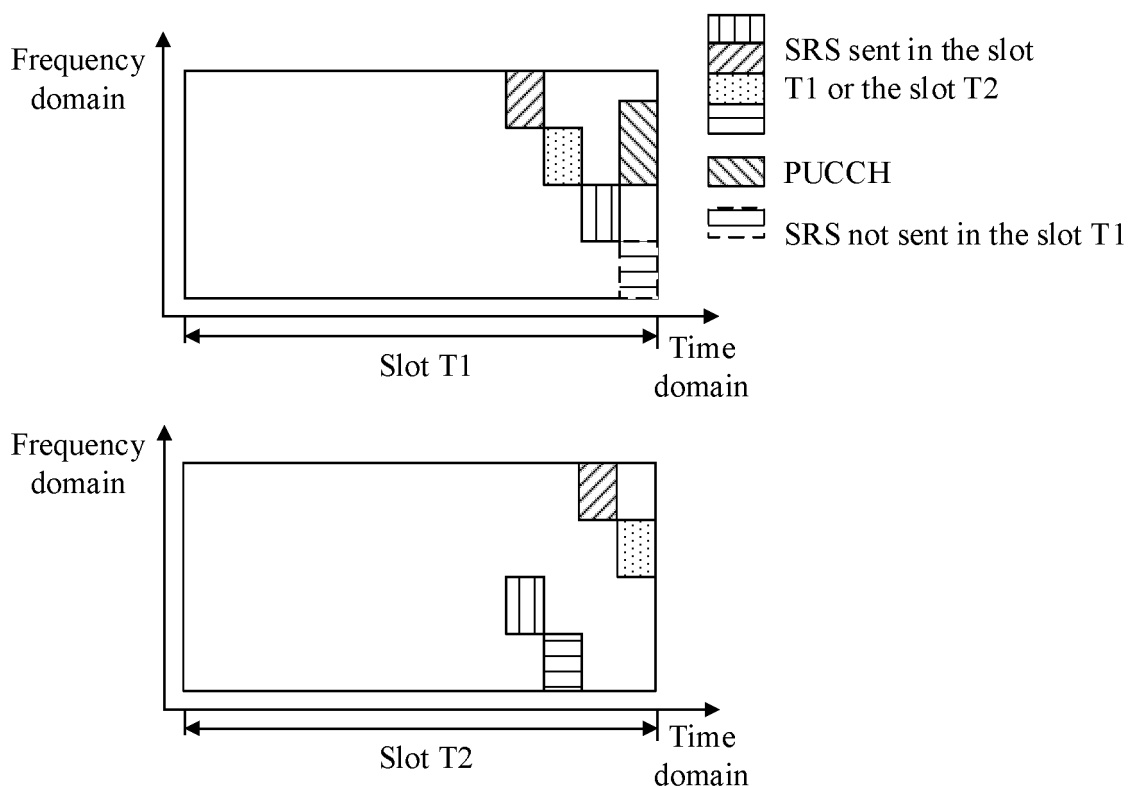 Frequency
domain
SRS sent in the slot
T1 or the slot T2
PUCCH
SRS not sent in the slot T1
Slot T1
Time
domain
Frequency
domain
Slot T2
Time
domain